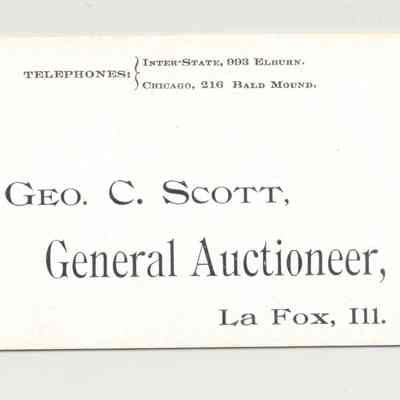 TELEPHONES: { INTER-STATE, 993 ELBURN.
CHICAGO, 216 BALD MOUND.
GEO. C. SCOTT,
General Auctioneer,
La Fox, Ill.